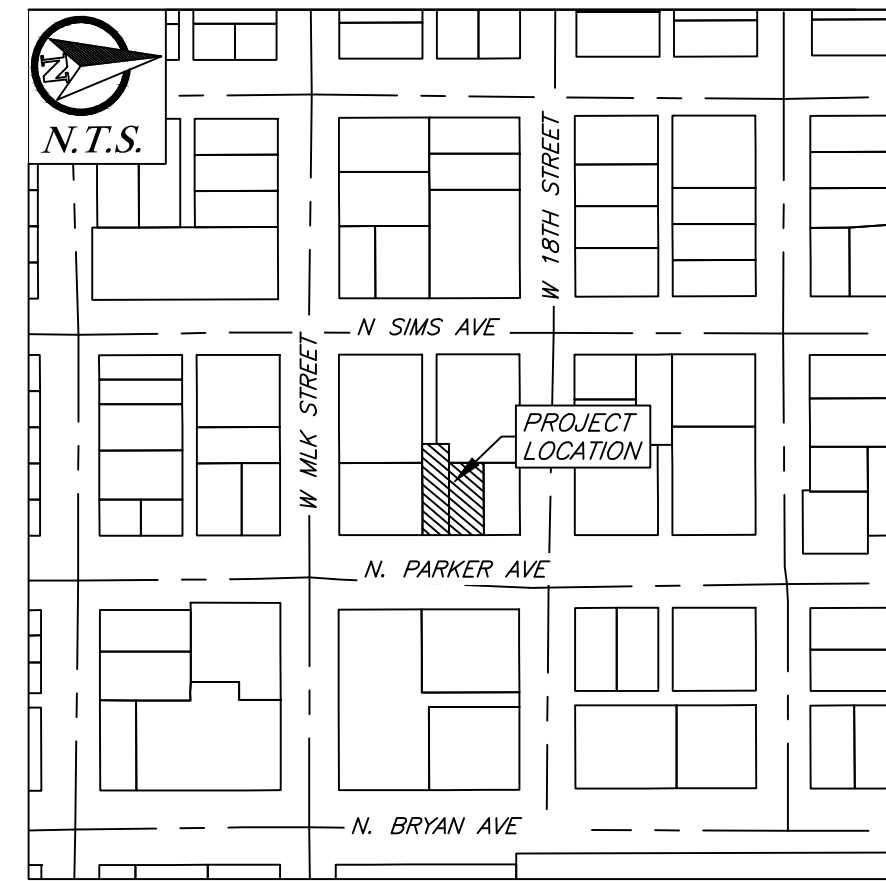 N
N.T.S.
W 18TH STREET
N SIMS AVE
W MLK STREET
PROJECT
LOCATION
N. PARKER AVE
N. BRYAN AVE